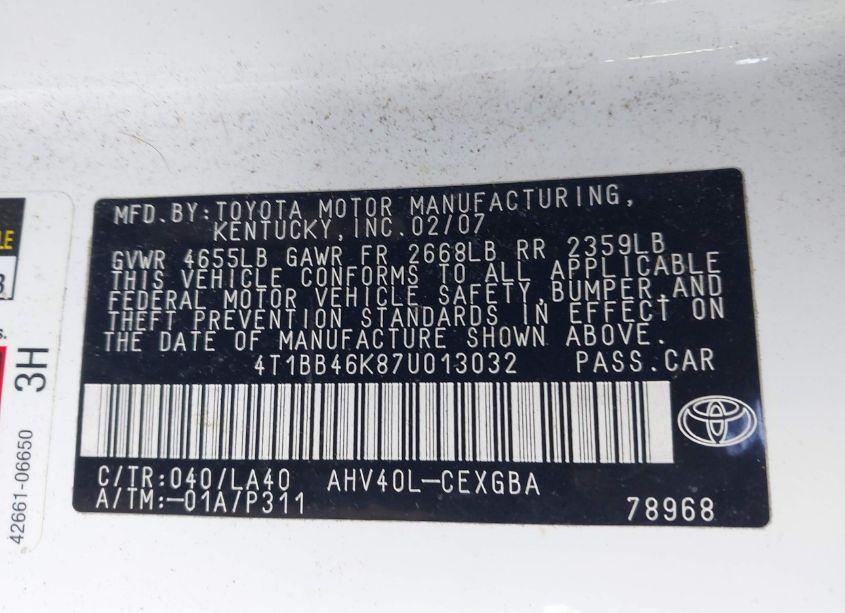 MFD.BY:TOYOTA MOTOR MANUFACTURING,
KENTUCKY,INC.02/07
GVWR 4655LB GAWR FR 2668LB RR 2359LB
THIS VEHICLE CONFORMS TO ALL APPLICABLE
FEDERAL MOTOR VEHICLE SAFETY,BUMPER,AND
THEFT PREVENTION STANDARDS IN EFFECT ON
THE DATE OF MANUFACTURE SHOWN ABOVE.
4T1BB46K87U013032 PASS.CAR
C/TR:040/LA40 AHV40L-CEXGBA
A/TM:-01A/P311 78968
3H
42661-06650